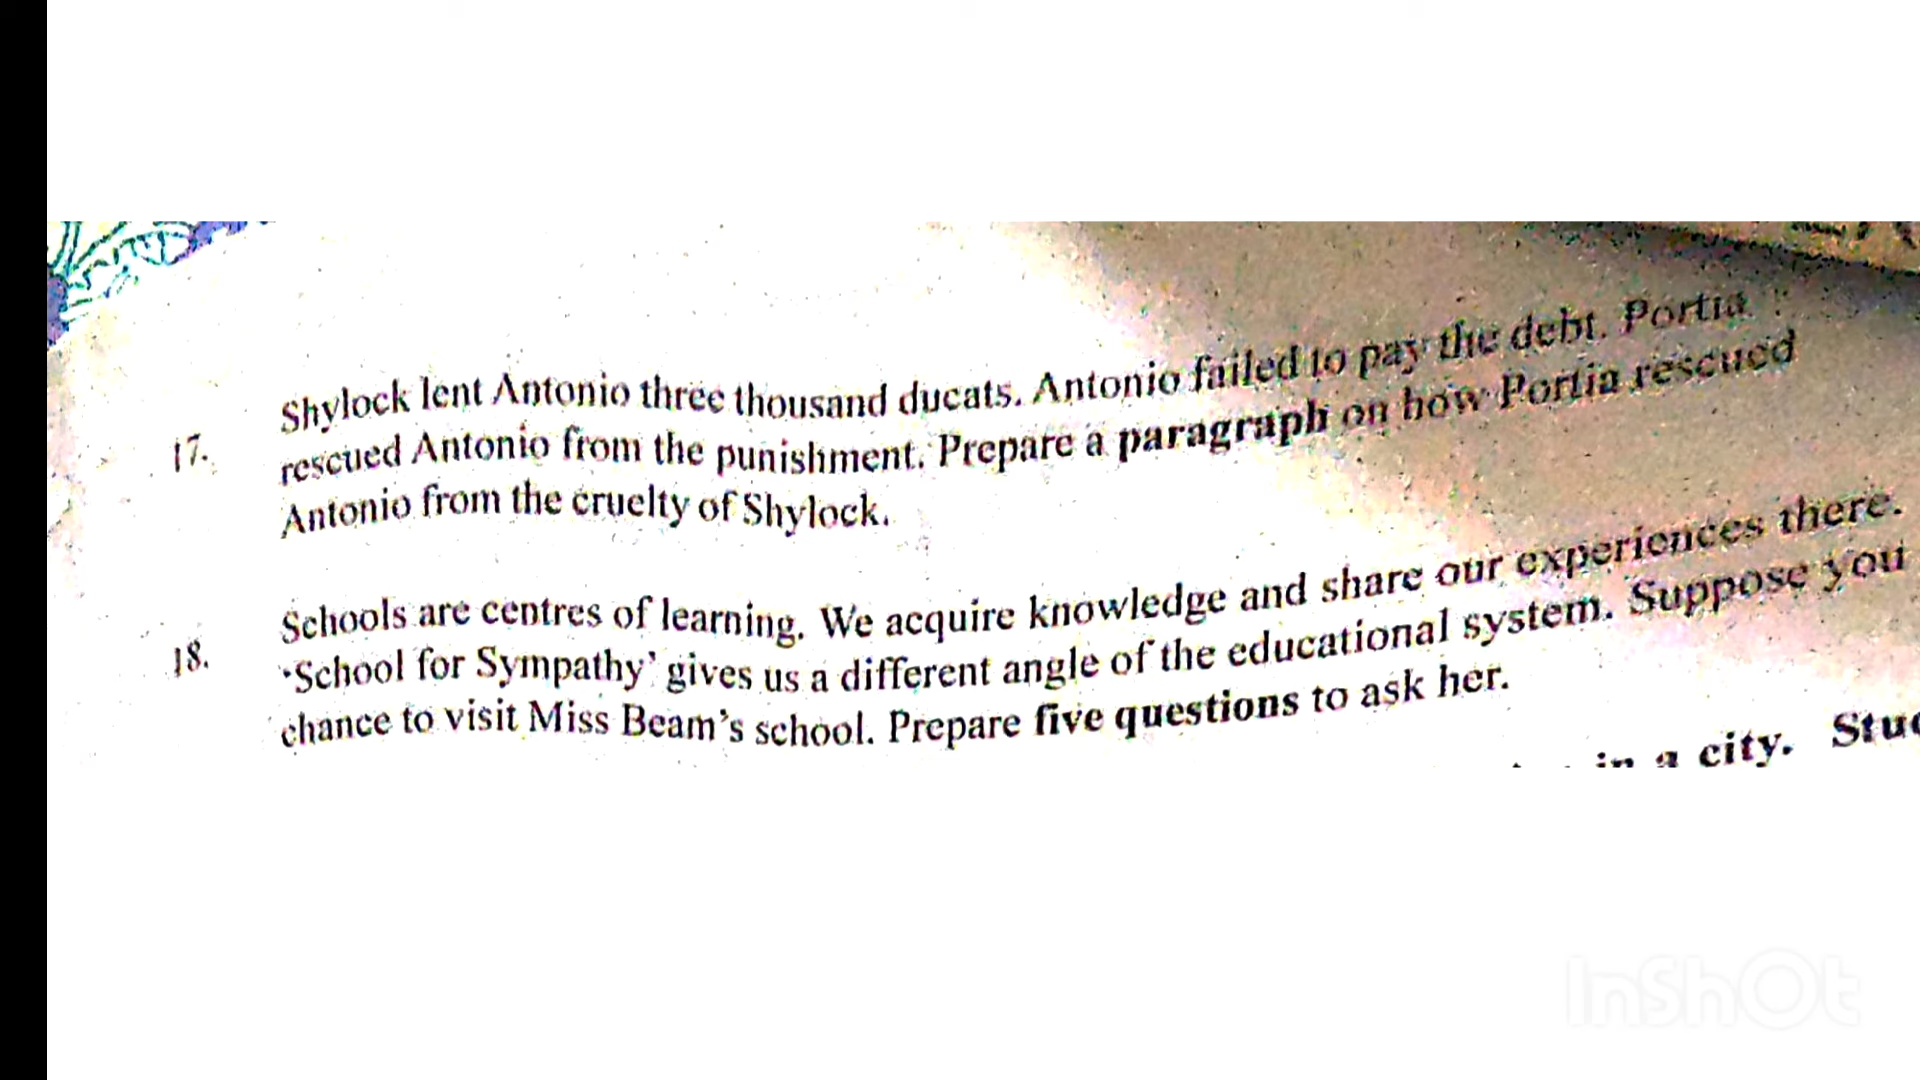 17. Shylock lent Antonio three thousand ducats. Antonio failed to pay the debt. Portia
rescued Antonio from the punishment. Prepare a paragraph on how Portia rescued
Antonio from the cruelty of Shylock.
18. Schools are centres of learning. We acquire knowledge and share our experiences there.
'School for Sympathy' gives us a different angle of the educational system. Suppose you
chance to visit Miss Beam's school. Prepare five questions to ask her.
in a city. Stud
InShOt